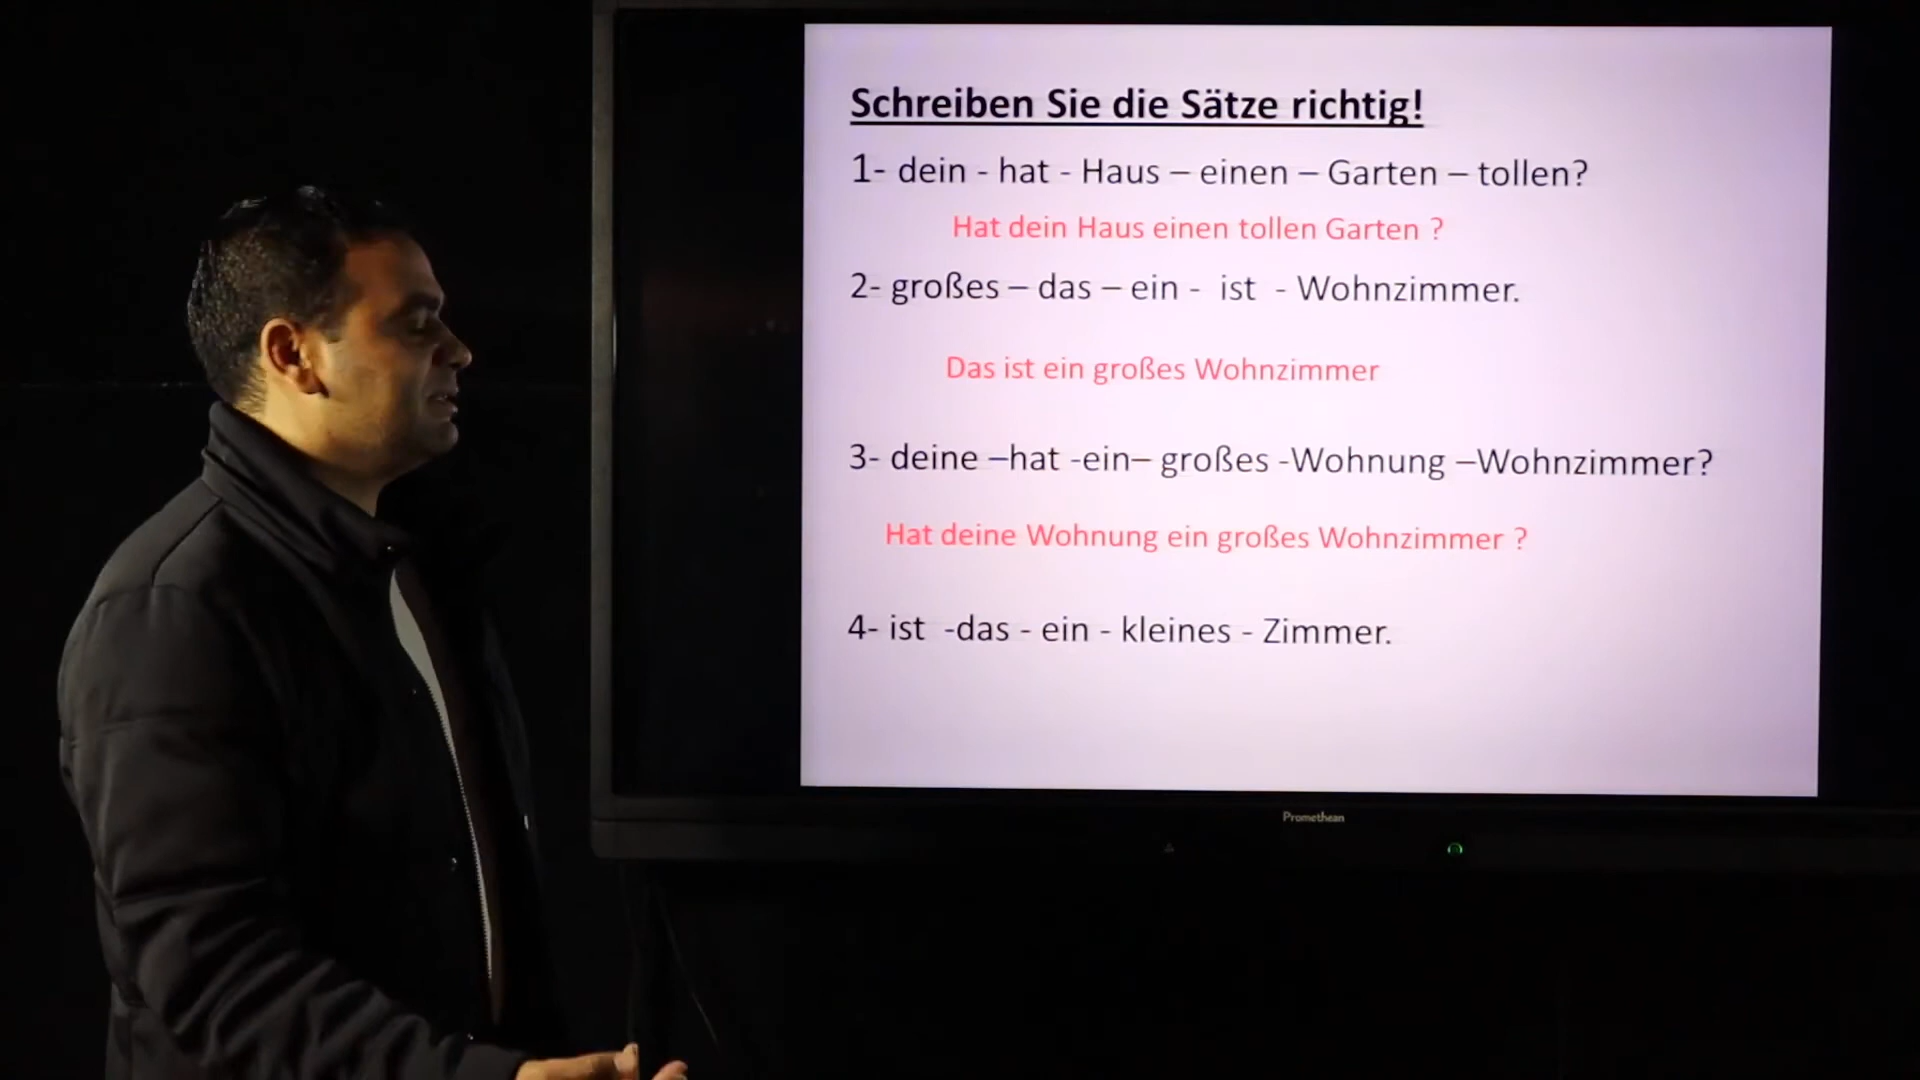 Schreiben Sie die Sätze richtig!
1- dein - hat - Haus – einen – Garten – tollen?
Hat dein Haus einen tollen Garten ?
2- großes – das – ein - ist - Wohnzimmer.
Das ist ein großes Wohnzimmer
3- deine –hat -ein– großes -Wohnung –Wohnzimmer?
Hat deine Wohnung ein großes Wohnzimmer ?
4- ist -das - ein - kleines - Zimmer.
Promethean